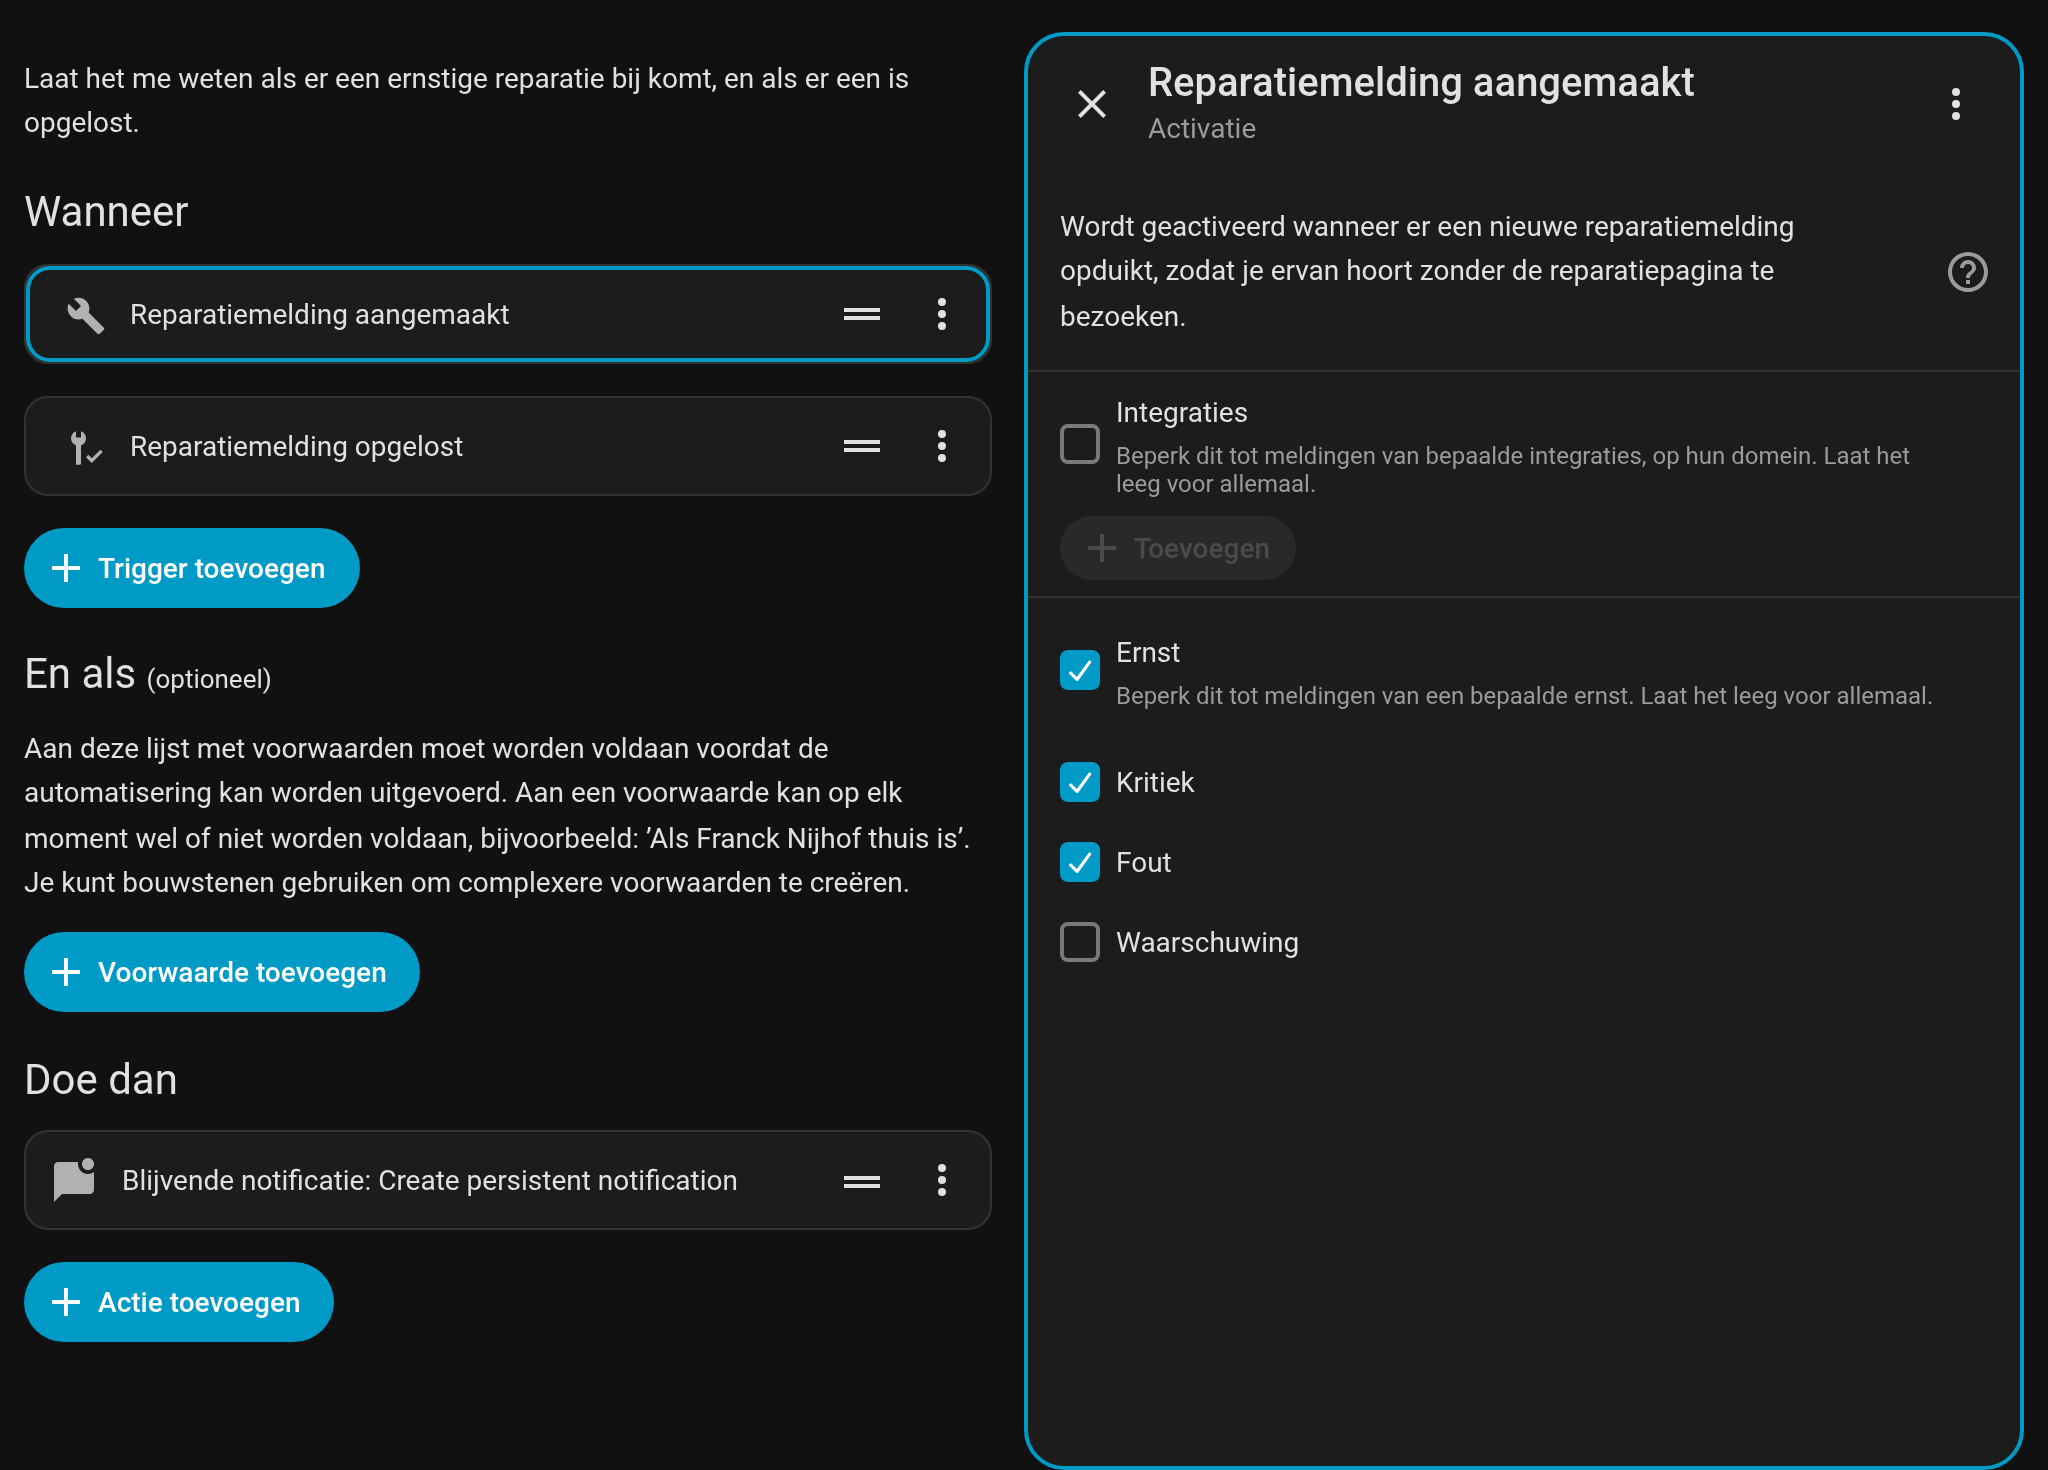 Laat het me weten als er een ernstige reparatie bij komt, en als er een is
opgelost.
Wanneer
Reparatiemelding aangemaakt
Reparatiemelding opgelost
Trigger toevoegen
En als (optioneel)
Aan deze lijst met voorwaarden moet worden voldaan voordat de
automatisering kan worden uitgevoerd. Aan een voorwaarde kan op elk
moment wel of niet worden voldaan, bijvoorbeeld: ’Als Franck Nijhof thuis is’.
Je kunt bouwstenen gebruiken om complexere voorwaarden te creëren.
Voorwaarde toevoegen
Doe dan
Blijvende notificatie: Create persistent notification
Actie toevoegen
Reparatiemelding aangemaakt
Activatie
Wordt geactiveerd wanneer er een nieuwe reparatiemelding
opduikt, zodat je ervan hoort zonder de reparatiepagina te
bezoeken.
Integraties
Beperk dit tot meldingen van bepaalde integraties, op hun domein. Laat het
leeg voor allemaal.
Toevoegen
Ernst
Beperk dit tot meldingen van een bepaalde ernst. Laat het leeg voor allemaal.
Kritiek
Fout
Waarschuwing